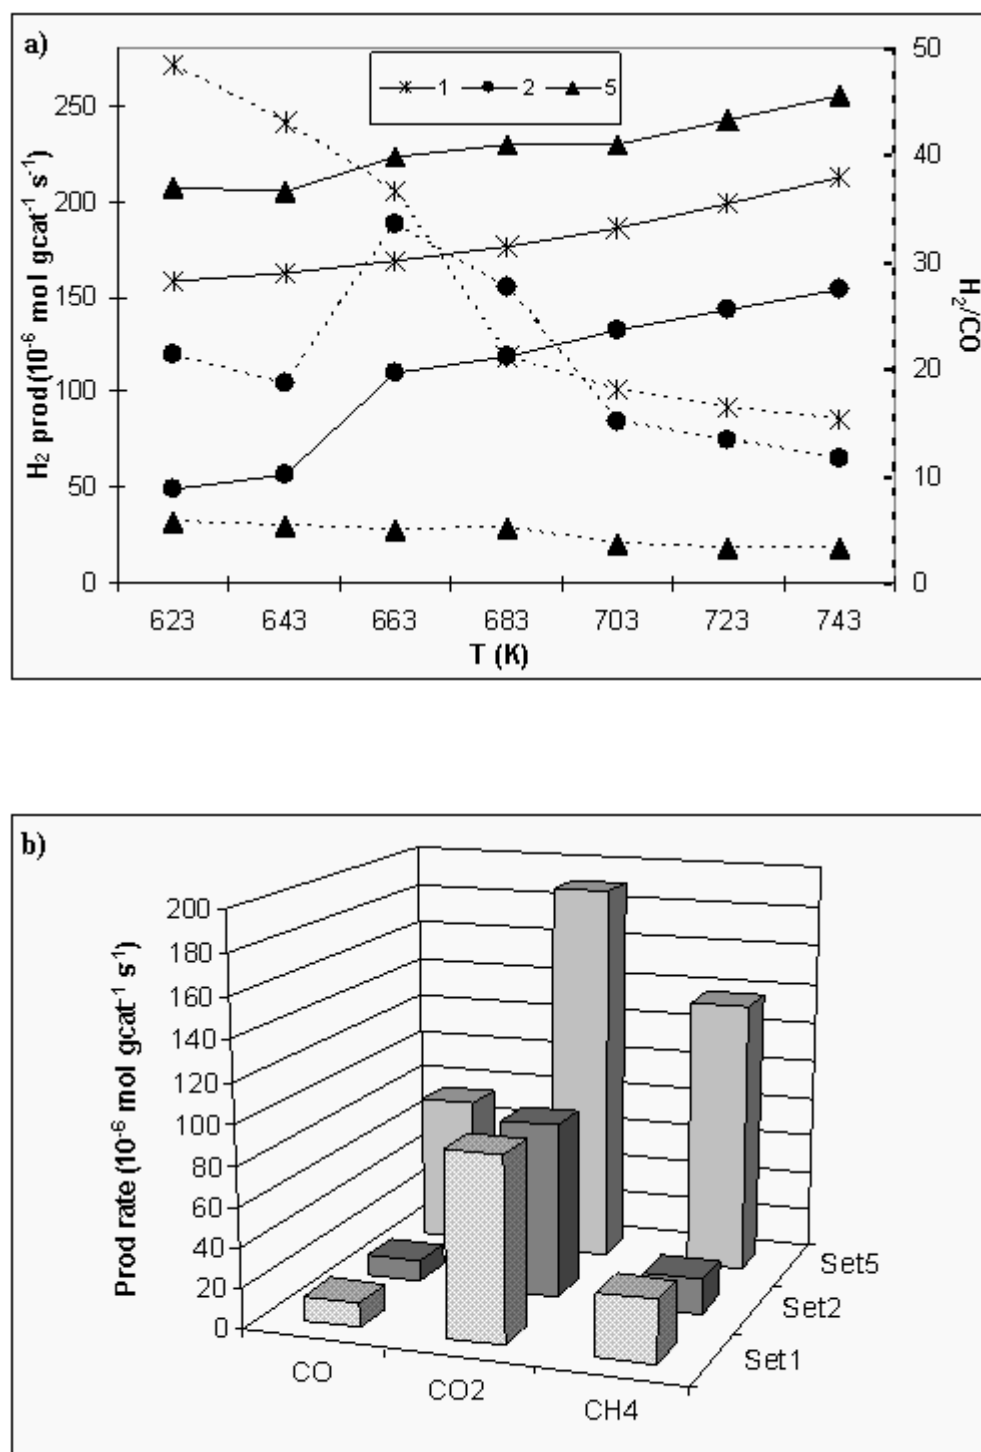 a)
1 2 5
250
200
150
100
50
0
H2 prod (10-6 mol gcat-1 s-1)
50
40
30
20
10
0
H2/CO
623 643 663 683 703 723 743
T (K)
b)
200
180
160
140
120
100
80
60
40
20
0
Prod rate (10-6 mol gcat-1 s-1)
CO
CO2
CH4
Set1
Set2
Set5